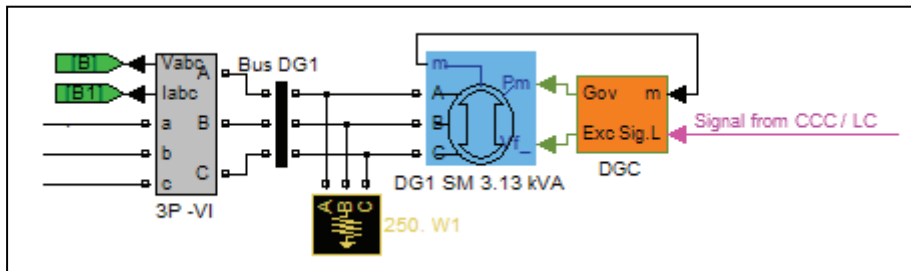 [B]
Vabc
A
Bus DG1
[B1]
Iabc
a
B
b
C
c
3P -VI
m
Pm
A
B
C
Vf_
DG1 SM 3.13 kVA
Gov
m
Exc Sig.L
DGC
Signal from CCC / LC
A
B
C
250. W1